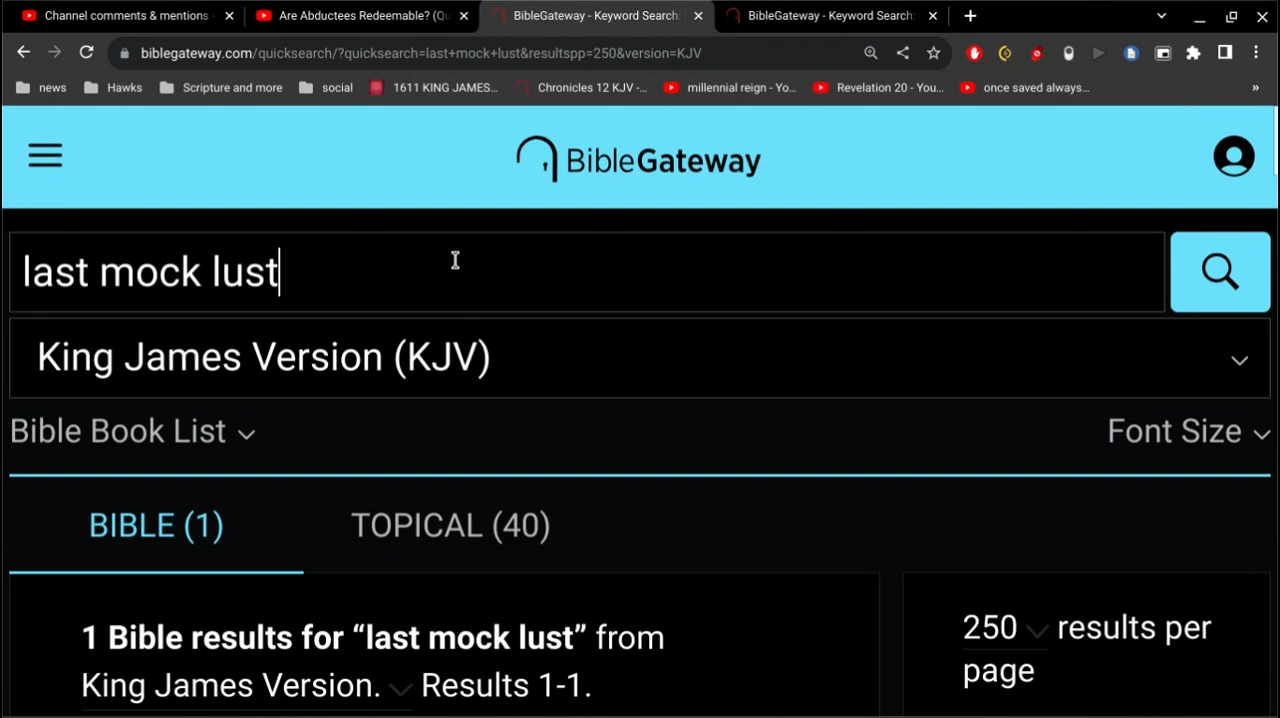 Channel comments & mentions -
Are Abductees Redeemable? (Qu
BibleGateway - Keyword Search:
BibleGateway - Keyword Search:
biblegateway.com/quicksearch/?quicksearch=last+mock+lust&resultspp=250&version=KJV
news
Hawks
Scripture and more
social
1611 KING JAMES...
Chronicles 12 KJV -...
millennial reign - Yo...
Revelation 20 - You...
once saved always...
»
BibleGateway
last mock lust
King James Version (KJV)
Bible Book List
Font Size
BIBLE (1)
TOPICAL (40)
1 Bible results for “last mock lust” from
King James Version. Results 1-1.
250 results per
page